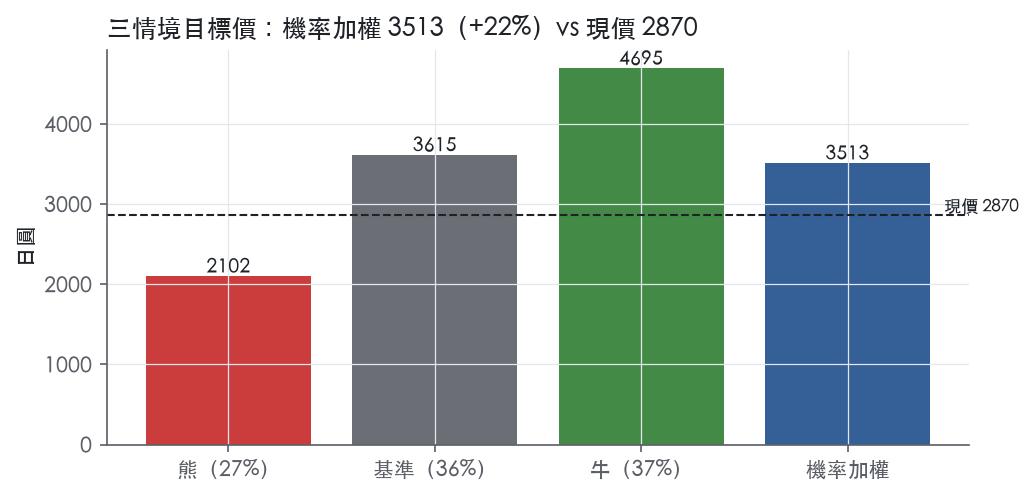 三情境目標價：機率加權 3513（+22%）vs 現價 2870
日圓
4000
3000
2000
1000
0
2102
3615
4695
3513
現價 2870
熊（27%）
基準（36%）
牛（37%）
機率加權